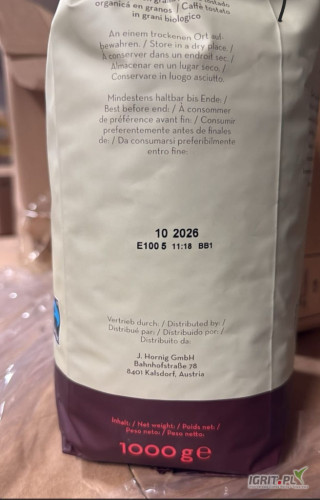 organica en granos / Caffè tostato
in grani biologico
An einem trockenen Ort auf-
bewahren. / Store in a dry place. /
A conserver dans un endroit sec. /
Almacenar en un lugar seco. /
Conservare in luogo asciutto.
Mindestens haltbar bis Ende: /
Best before end: / À consommer
de préférence avant fin: / Consumir
preferentemente antes de finales
de: / Da consumarsi preferibilmente
entro fine:
10 2026
E100 5 11:18 BB1
Vertrieb durch: / Distributed by: /
Distribué par: / Distribuido por: /
Distribuito da:
J. Hornig GmbH
Bahnhofstraße 78
8401 Kalsdorf, Austria
Inhalt: / Net weight: / Poids net: /
Peso neto: / Peso netto:
1000 g e
IGRIT.PL